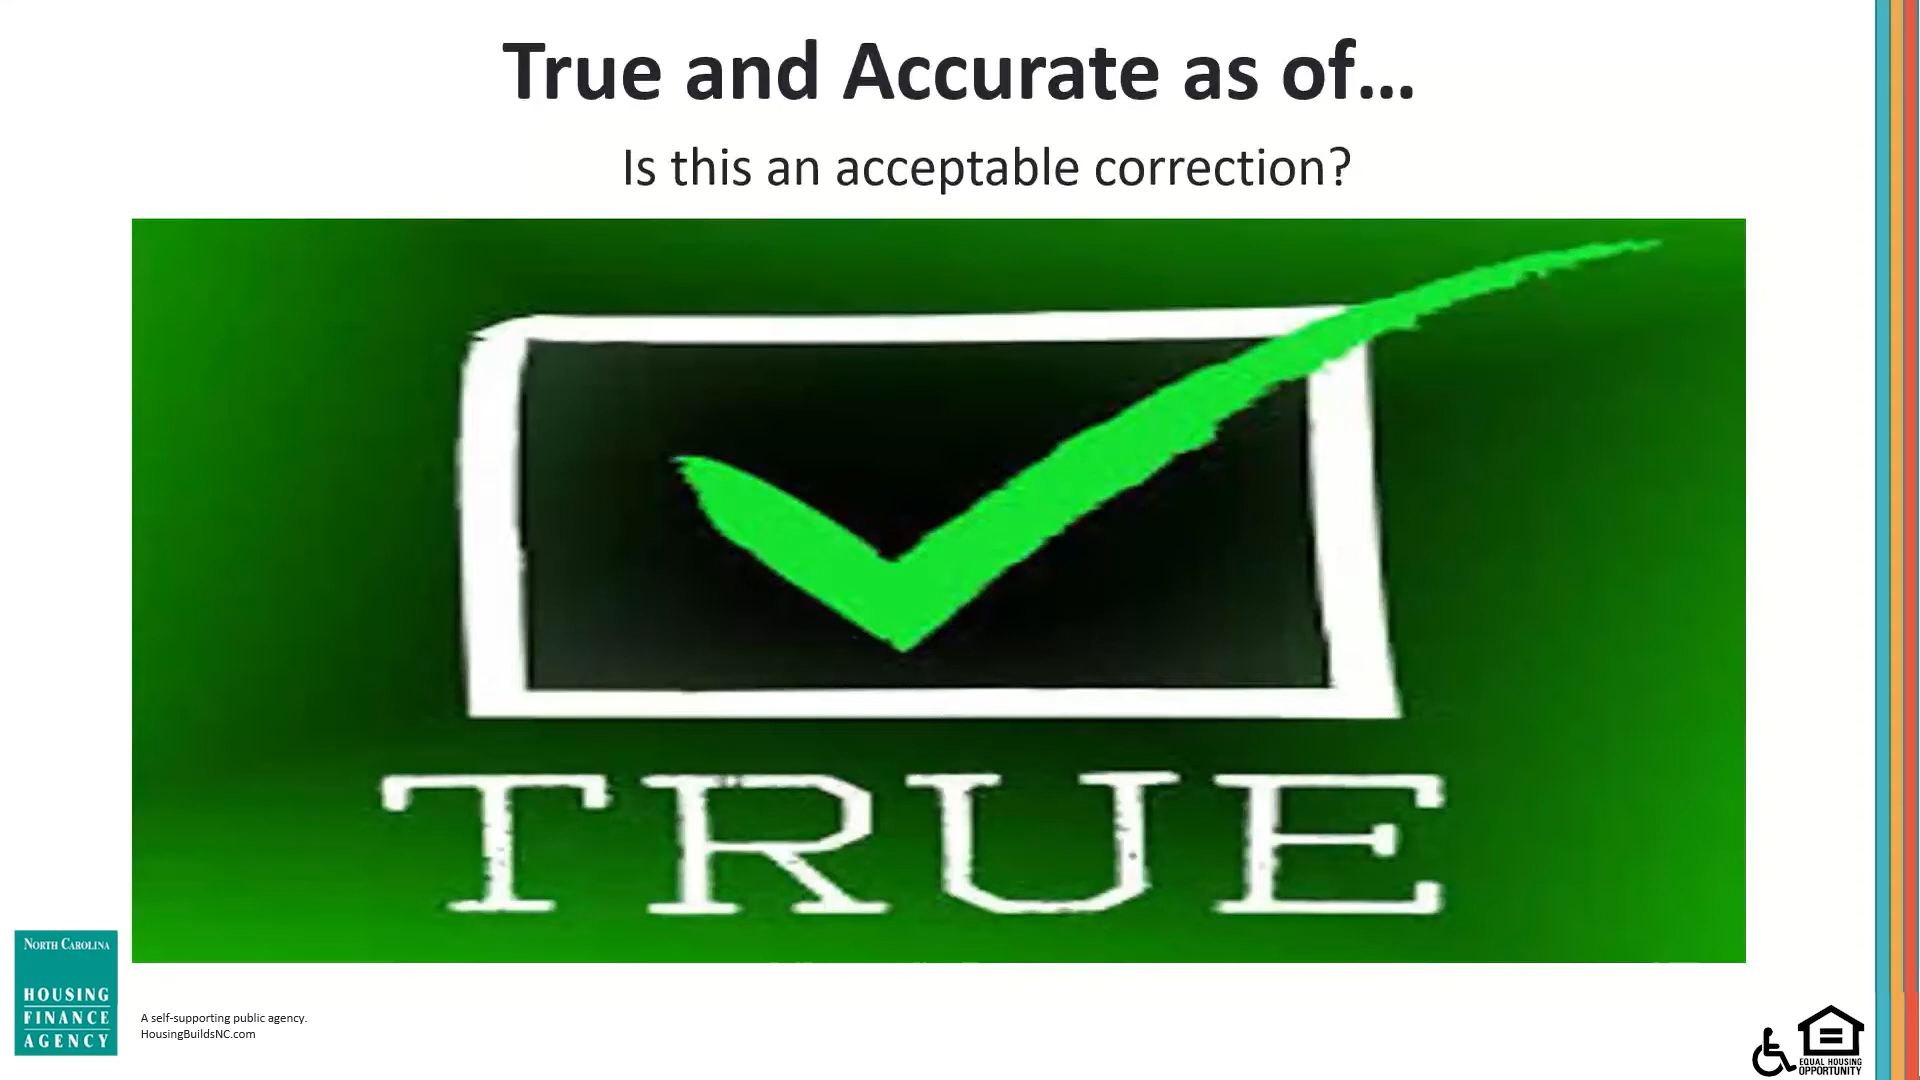 True and Accurate as of...
Is this an acceptable correction?
TRUE
NORTH CAROLINA
HOUSING
FINANCE
AGENCY
A self-supporting public agency.
HousingBuildsNC.com
EQUAL HOUSING
OPPORTUNITY